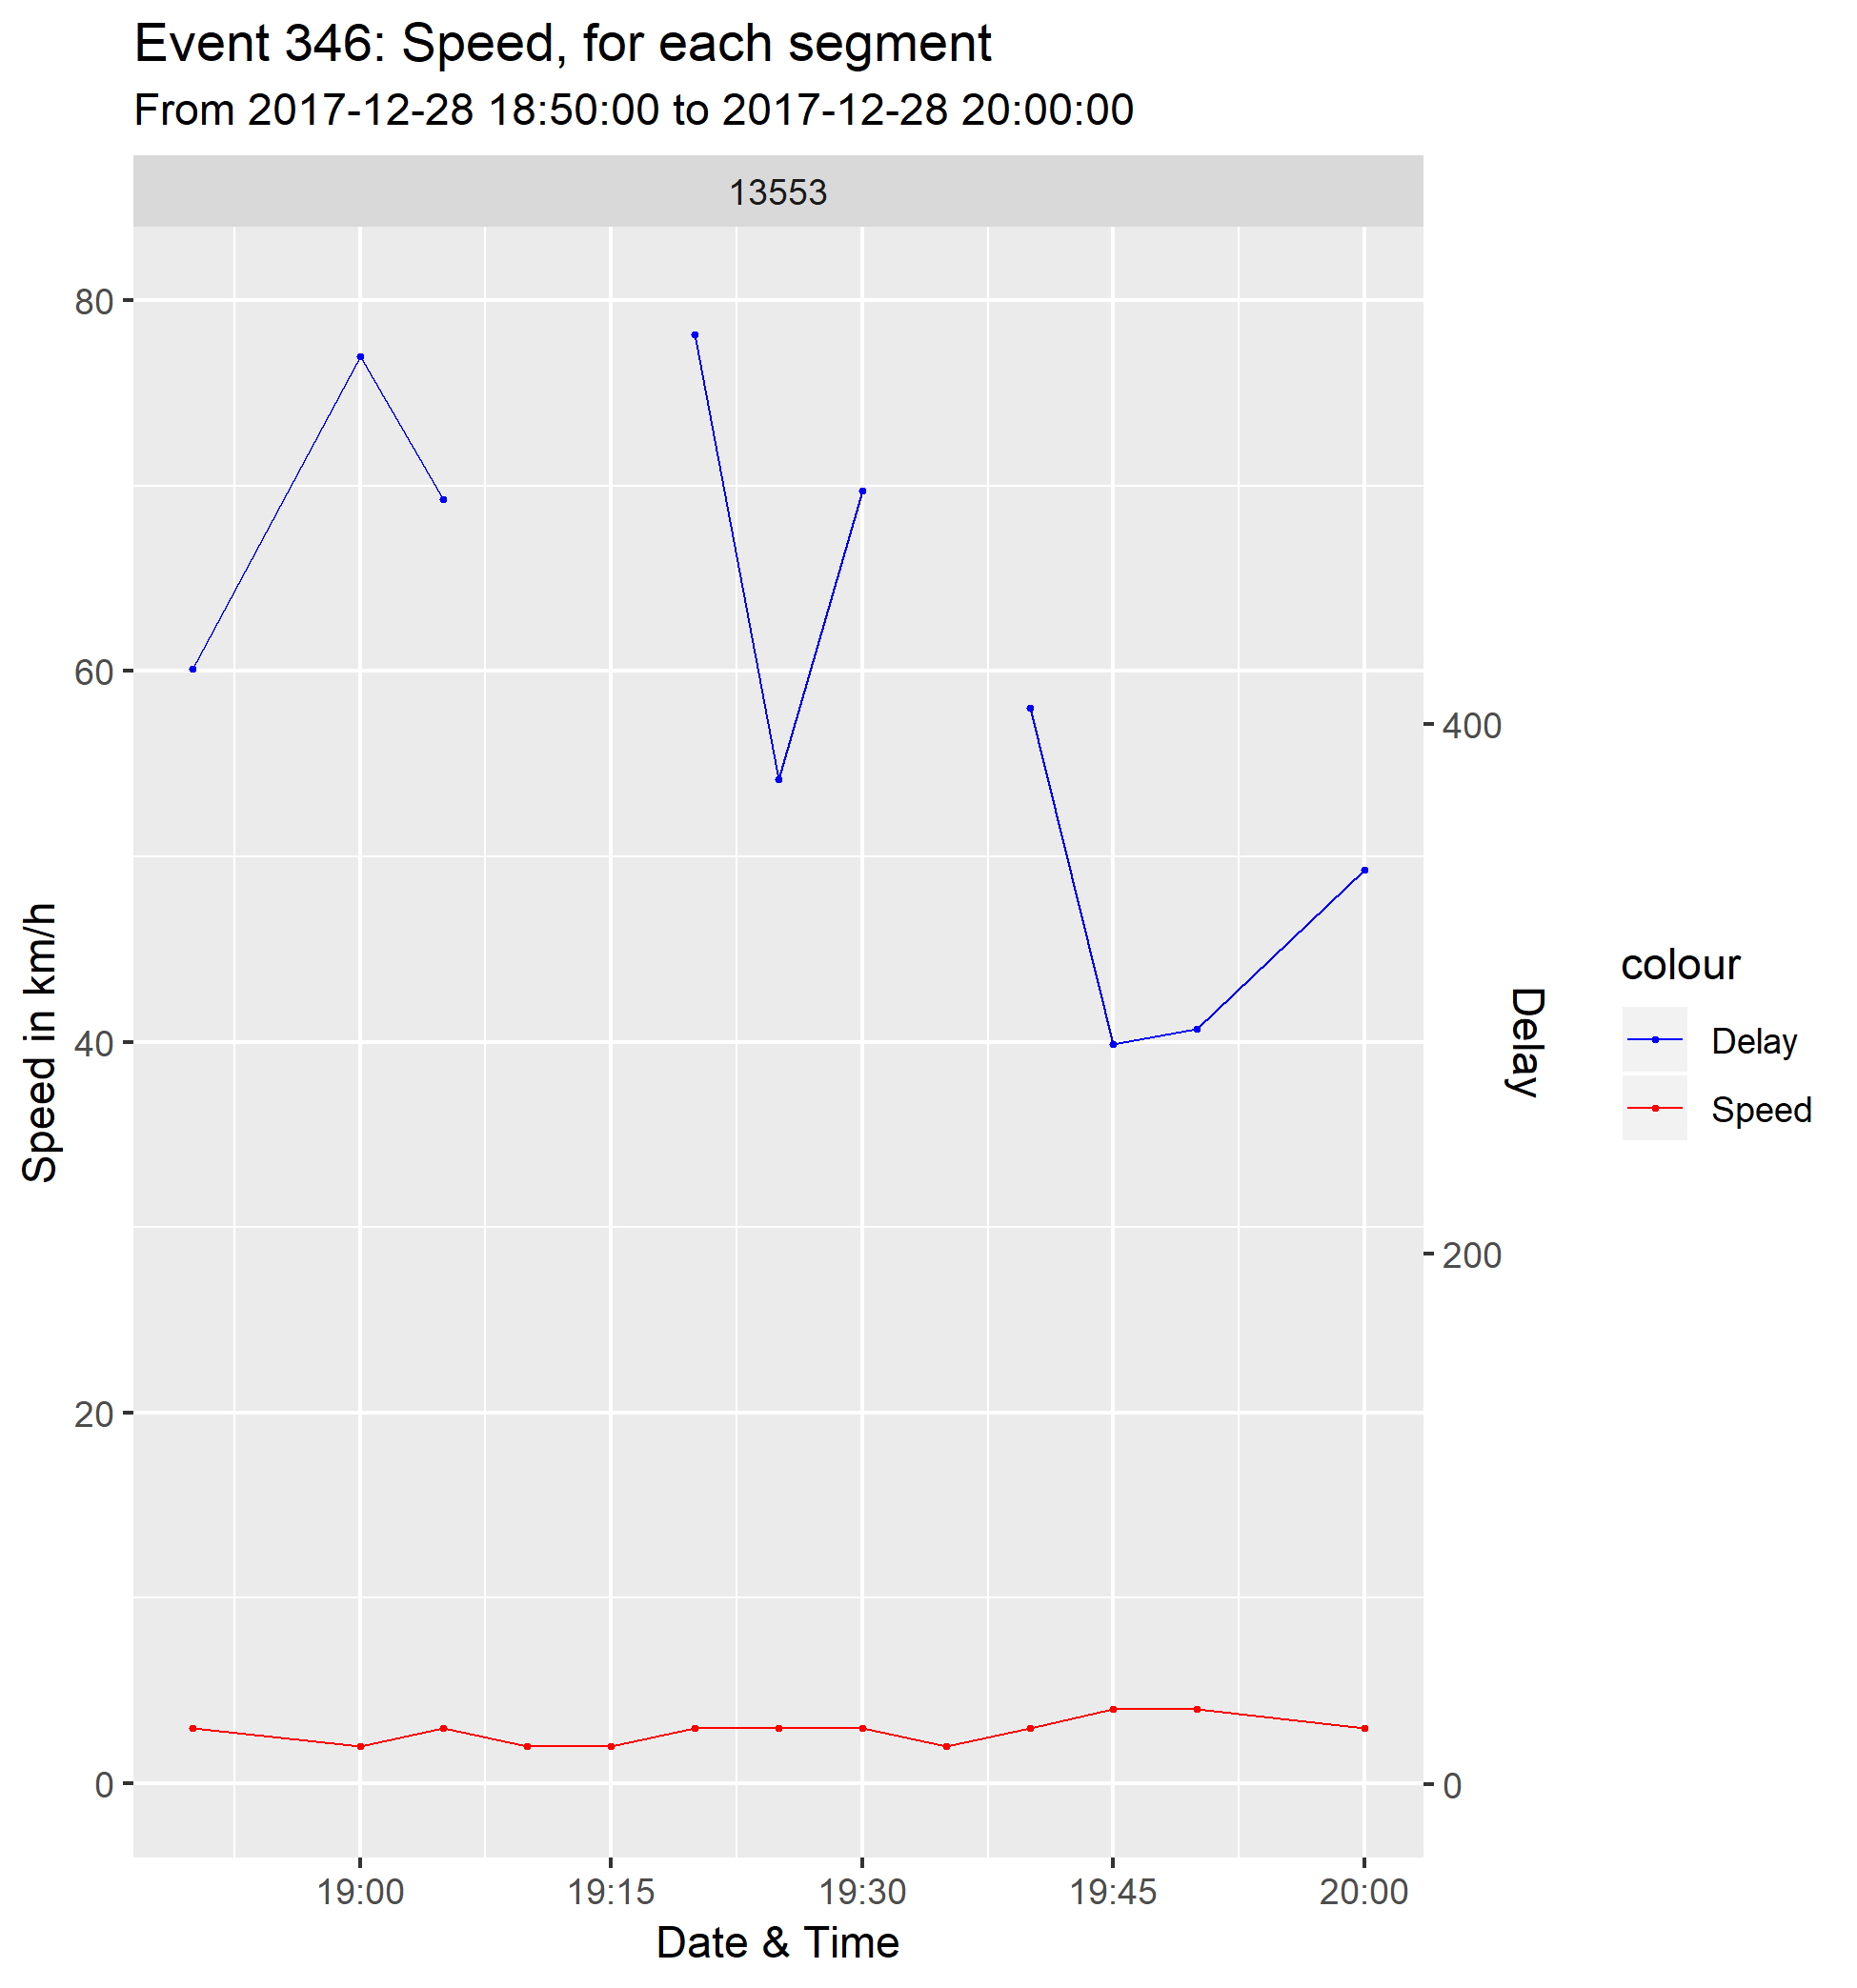 Event 346: Speed, for each segment
From 2017-12-28 18:50:00 to 2017-12-28 20:00:00
13553
80
60
40
20
0
Speed in km/h
400
200
0
Delay
19:00
19:15
19:30
19:45
20:00
Date & Time
colour
Delay
Speed